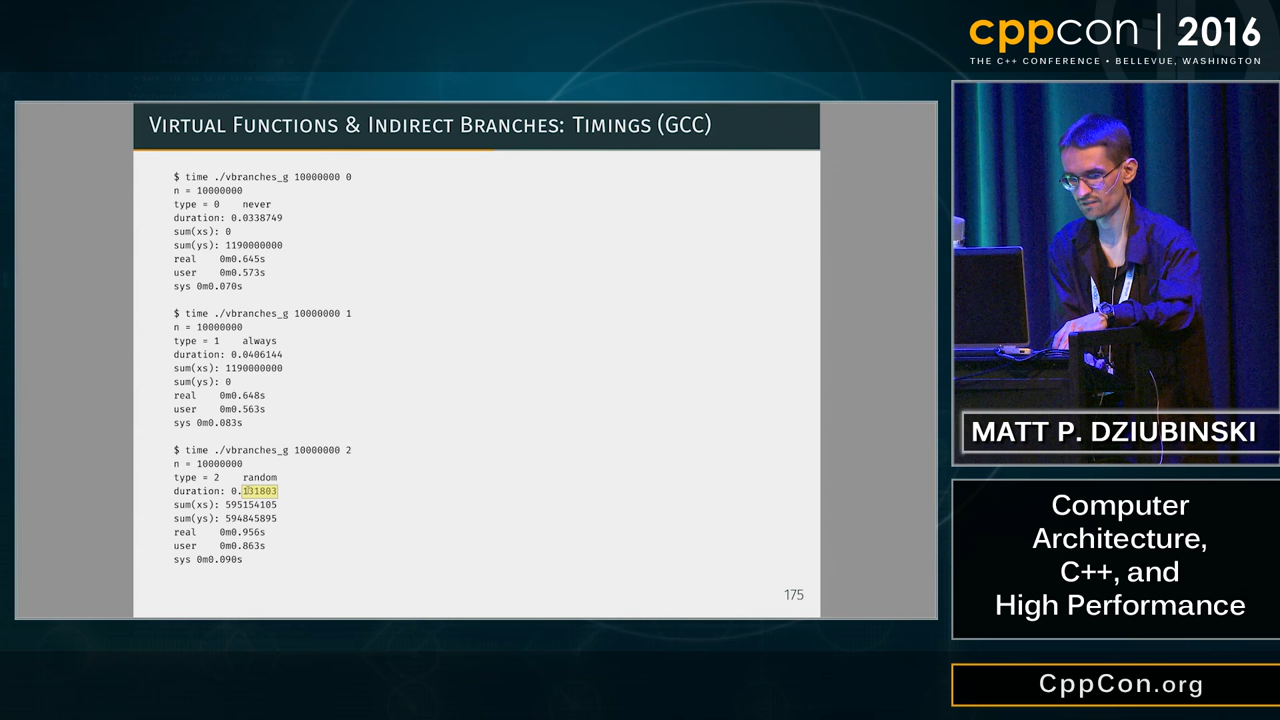 cppcon | 2016
THE C++ CONFERENCE • BELLEVUE, WASHINGTON
VIRTUAL FUNCTIONS & INDIRECT BRANCHES: TIMINGS (GCC)
$ time ./vbranches_g 10000000 0
n = 10000000
type = 0 never
duration: 0.0338749
sum(xs): 0
sum(ys): 1190000000
real 0m0.645s
user 0m0.573s
sys 0m0.070s
$ time ./vbranches_g 10000000 1
n = 10000000
type = 1 always
duration: 0.0406144
sum(xs): 1190000000
sum(ys): 0
real 0m0.648s
user 0m0.563s
sys 0m0.083s
$ time ./vbranches_g 10000000 2
n = 10000000
type = 2 random
duration: 0.131803
sum(xs): 595154105
sum(ys): 594845895
real 0m0.956s
user 0m0.863s
sys 0m0.090s
175
MATT P. DZIUBINSKI
Computer
Architecture,
C++, and
High Performance
CppCon.org